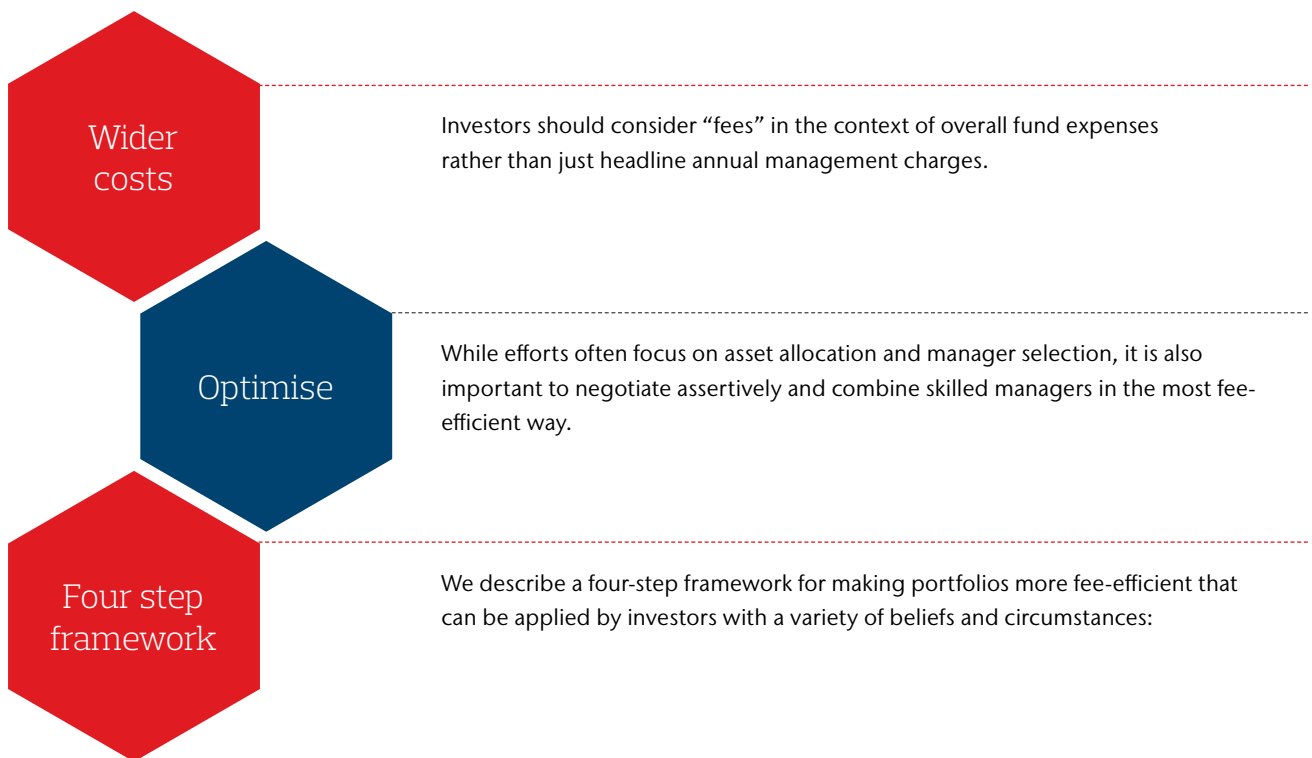 Wider
costs
Investors should consider “fees” in the context of overall fund expenses
rather than just headline annual management charges.
Optimise
While efforts often focus on asset allocation and manager selection, it is also
important to negotiate assertively and combine skilled managers in the most fee-
efficient way.
Four step
framework
We describe a four-step framework for making portfolios more fee-efficient that
can be applied by investors with a variety of beliefs and circumstances: